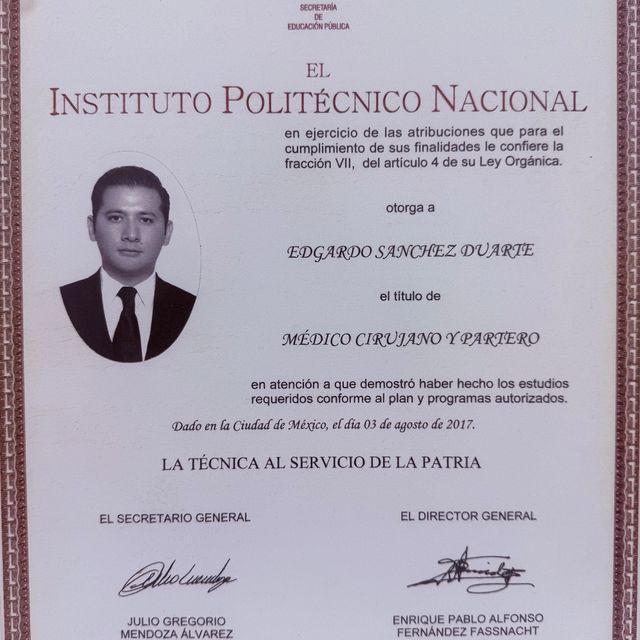 SECRETARÍA
DE
EDUCACIÓN PÚBLICA
EL
INSTITUTO POLITÉCNICO NACIONAL
en ejercicio de las atribuciones que para el
cumplimiento de sus finalidades le confiere la
fracción VII, del artículo 4 de su Ley Orgánica.
otorga a
EDGARDO SANCHEZ DUARTE
el título de
MÉDICO CIRUJANO Y PARTERO
en atención a que demostró haber hecho los estudios
requeridos conforme al plan y programas autorizados.
Dado en la Ciudad de México, el día 03 de agosto de 2017.
LA TÉCNICA AL SERVICIO DE LA PATRIA
EL SECRETARIO GENERAL
EL DIRECTOR GENERAL
JULIO GREGORIO
MENDOZA ÁLVAREZ
ENRIQUE PABLO ALFONSO
FERNÁNDEZ FASSNACHT